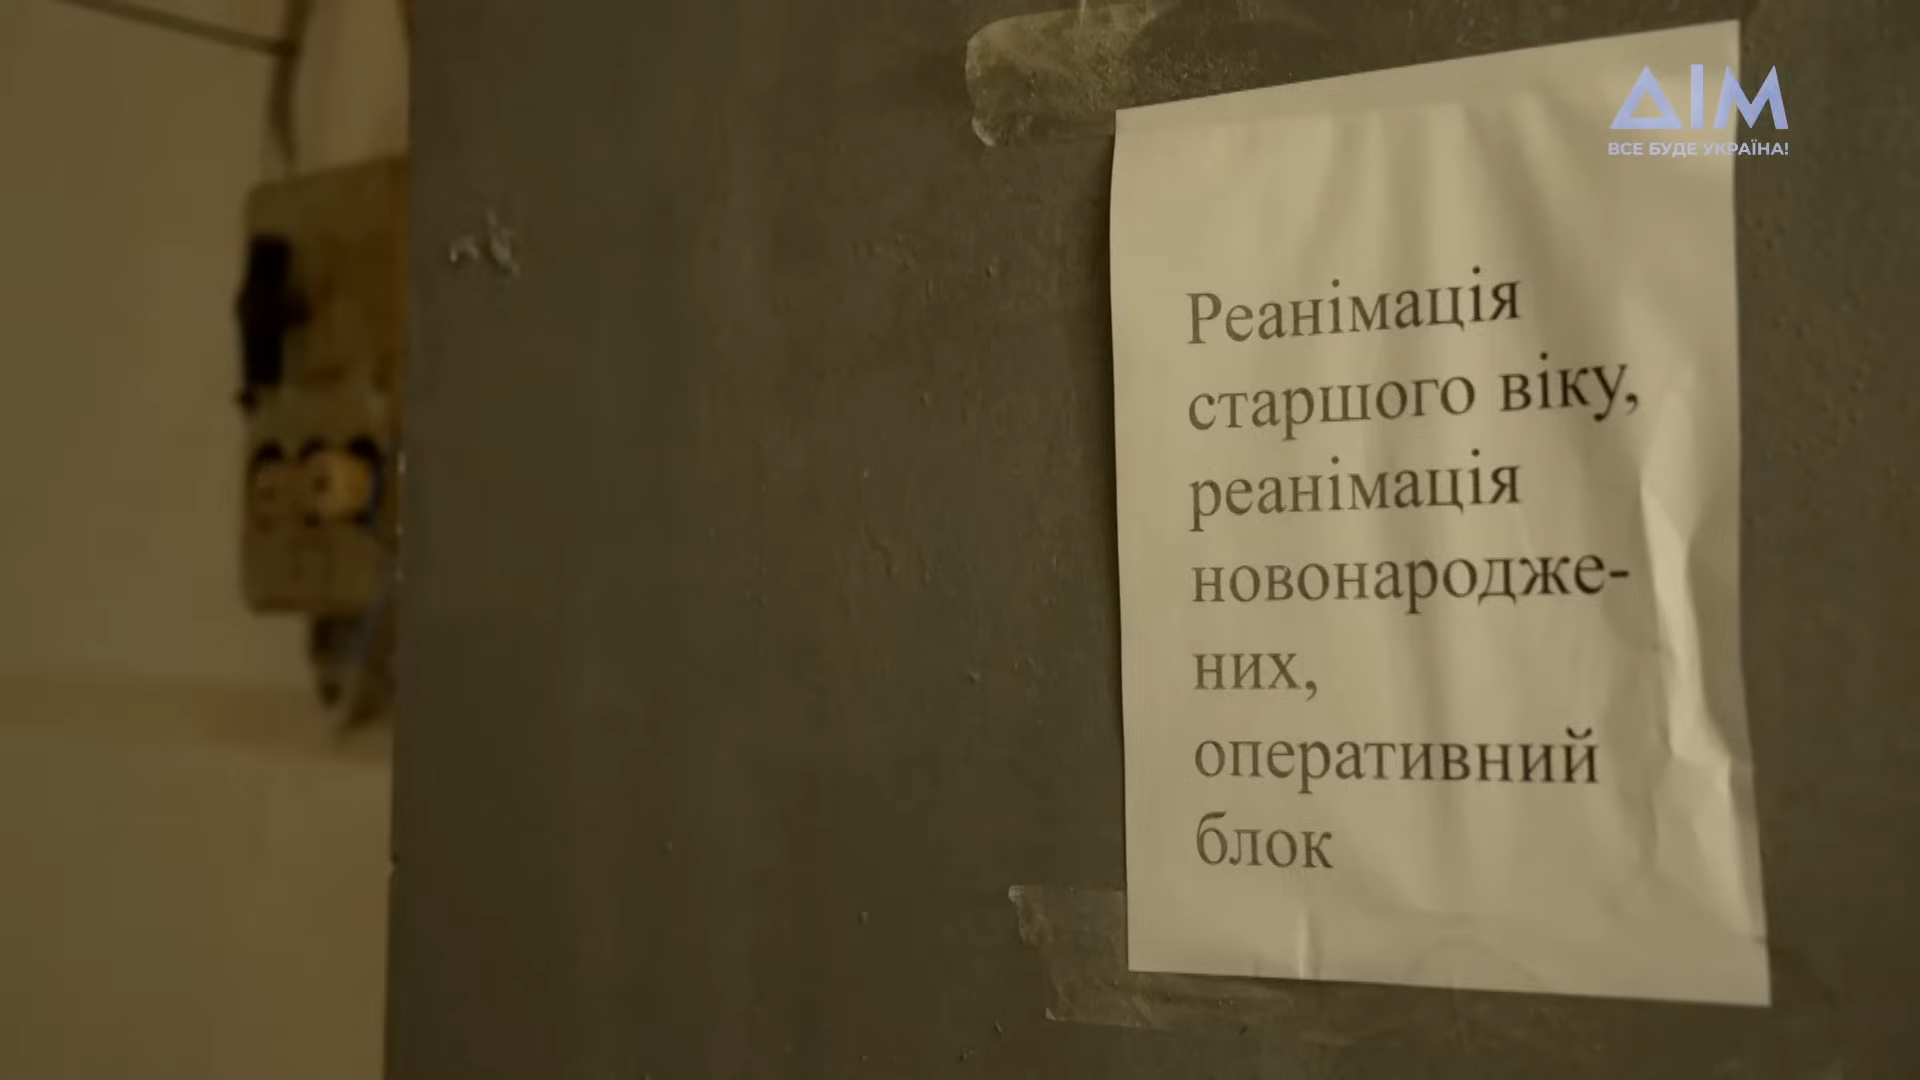 ДІМ
ВСЕ БУДЕ УКРАЇНА!
Реанімація
старшого віку,
реанімація
новонародже-
них,
оперативний
блок